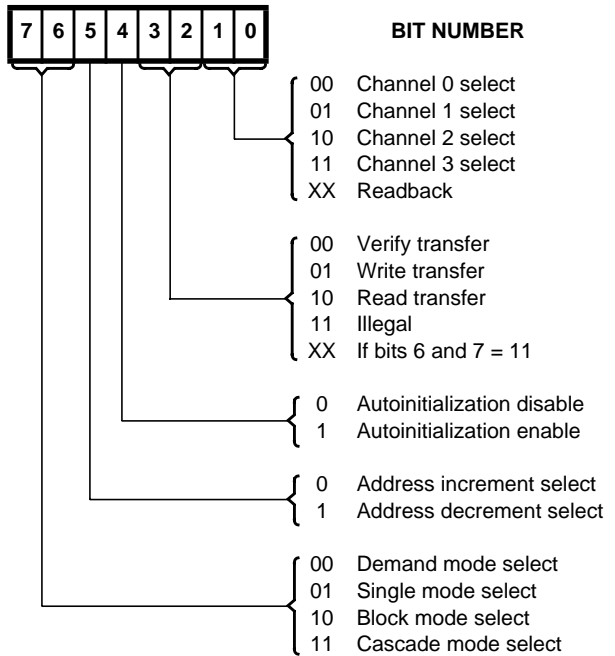 7 6 5 4 3 2 1 0 BIT NUMBER
00 Channel 0 select
01 Channel 1 select
10 Channel 2 select
11 Channel 3 select
XX Readback
00 Verify transfer
01 Write transfer
10 Read transfer
11 Illegal
XX If bits 6 and 7 = 11
0 Autoinitialization disable
1 Autoinitialization enable
0 Address increment select
1 Address decrement select
00 Demand mode select
01 Single mode select
10 Block mode select
11 Cascade mode select